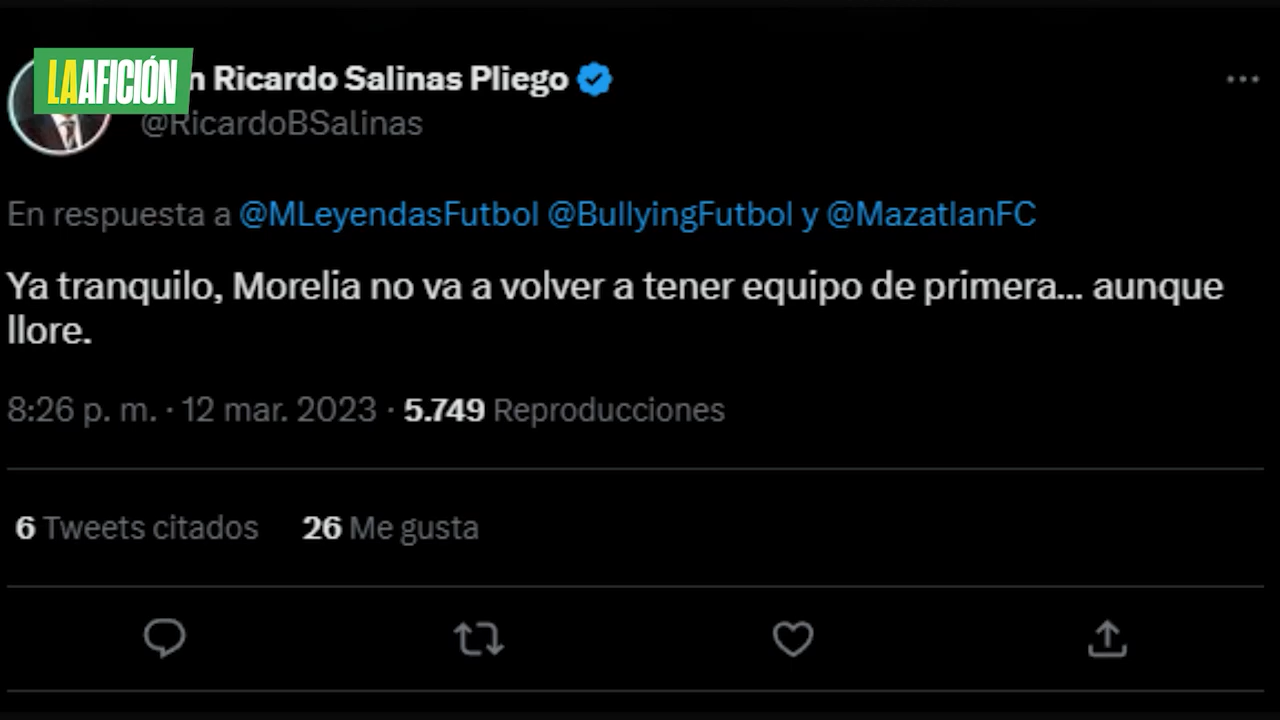 LAAFICIÓN
n Ricardo Salinas Pliego
@RicardoBSalinas
En respuesta a @MLeyendasFutbol @BullyingFutbol y @MazatlanFC
Ya tranquilo, Morelia no va a volver a tener equipo de primera... aunque
llore.
8:26 p. m. · 12 mar. 2023 · 5.749 Reproducciones
6 Tweets citados 26 Me gusta